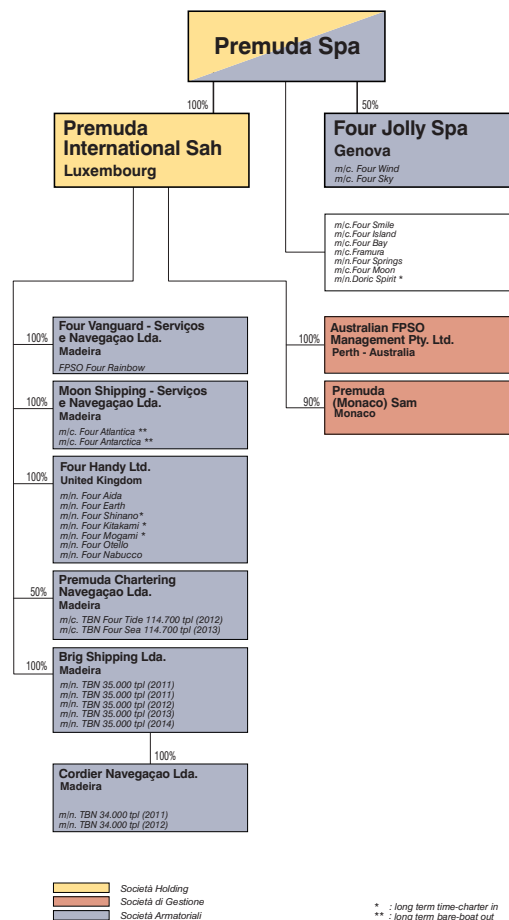 Premuda Spa
100%
50%
Premuda
International Sah
Luxembourg
Four Jolly Spa
Genova
m/c. Four Wind
m/c. Four Sky
m/c.Four Smile
m/c.Four Island
m/c.Four Bay
m/c.Framura
m/n.Four Springs
m/c.Four Moon
m/n.Doric Spirit *
100%
Four Vanguard - Serviços
e Navegaçao Lda.
Madeira
FPSO Four Rainbow
100%
Australian FPSO
Management Pty. Ltd.
Perth - Australia
100%
Moon Shipping - Serviços
e Navegaçao Lda.
Madeira
m/c. Four Atlantica **
m/c. Four Antarctica **
90%
Premuda
(Monaco) Sam
Monaco
100%
Four Handy Ltd.
United Kingdom
m/n. Four Aida
m/n. Four Earth
m/n. Four Shinano*
m/n. Four Kitakami *
m/n. Four Mogami *
m/n. Four Otello
m/n. Four Nabucco
50%
Premuda Chartering
Navegaçao Lda.
Madeira
m/c. TBN Four Tide 114.700 tpl (2012)
m/c. TBN Four Sea 114.700 tpl (2013)
100%
Brig Shipping Lda.
Madeira
m/n. TBN 35.000 tpl (2011)
m/n. TBN 35.000 tpl (2011)
m/n. TBN 35.000 tpl (2012)
m/n. TBN 35.000 tpl (2013)
m/n. TBN 35.000 tpl (2014)
100%
Cordier Navegaçao Lda.
Madeira
m/n. TBN 34.000 tpl (2011)
m/n. TBN 34.000 tpl (2012)
Società Holding
Società di Gestione
Società Armatoriali
* : long term time-charter in
** : long term bare-boat out